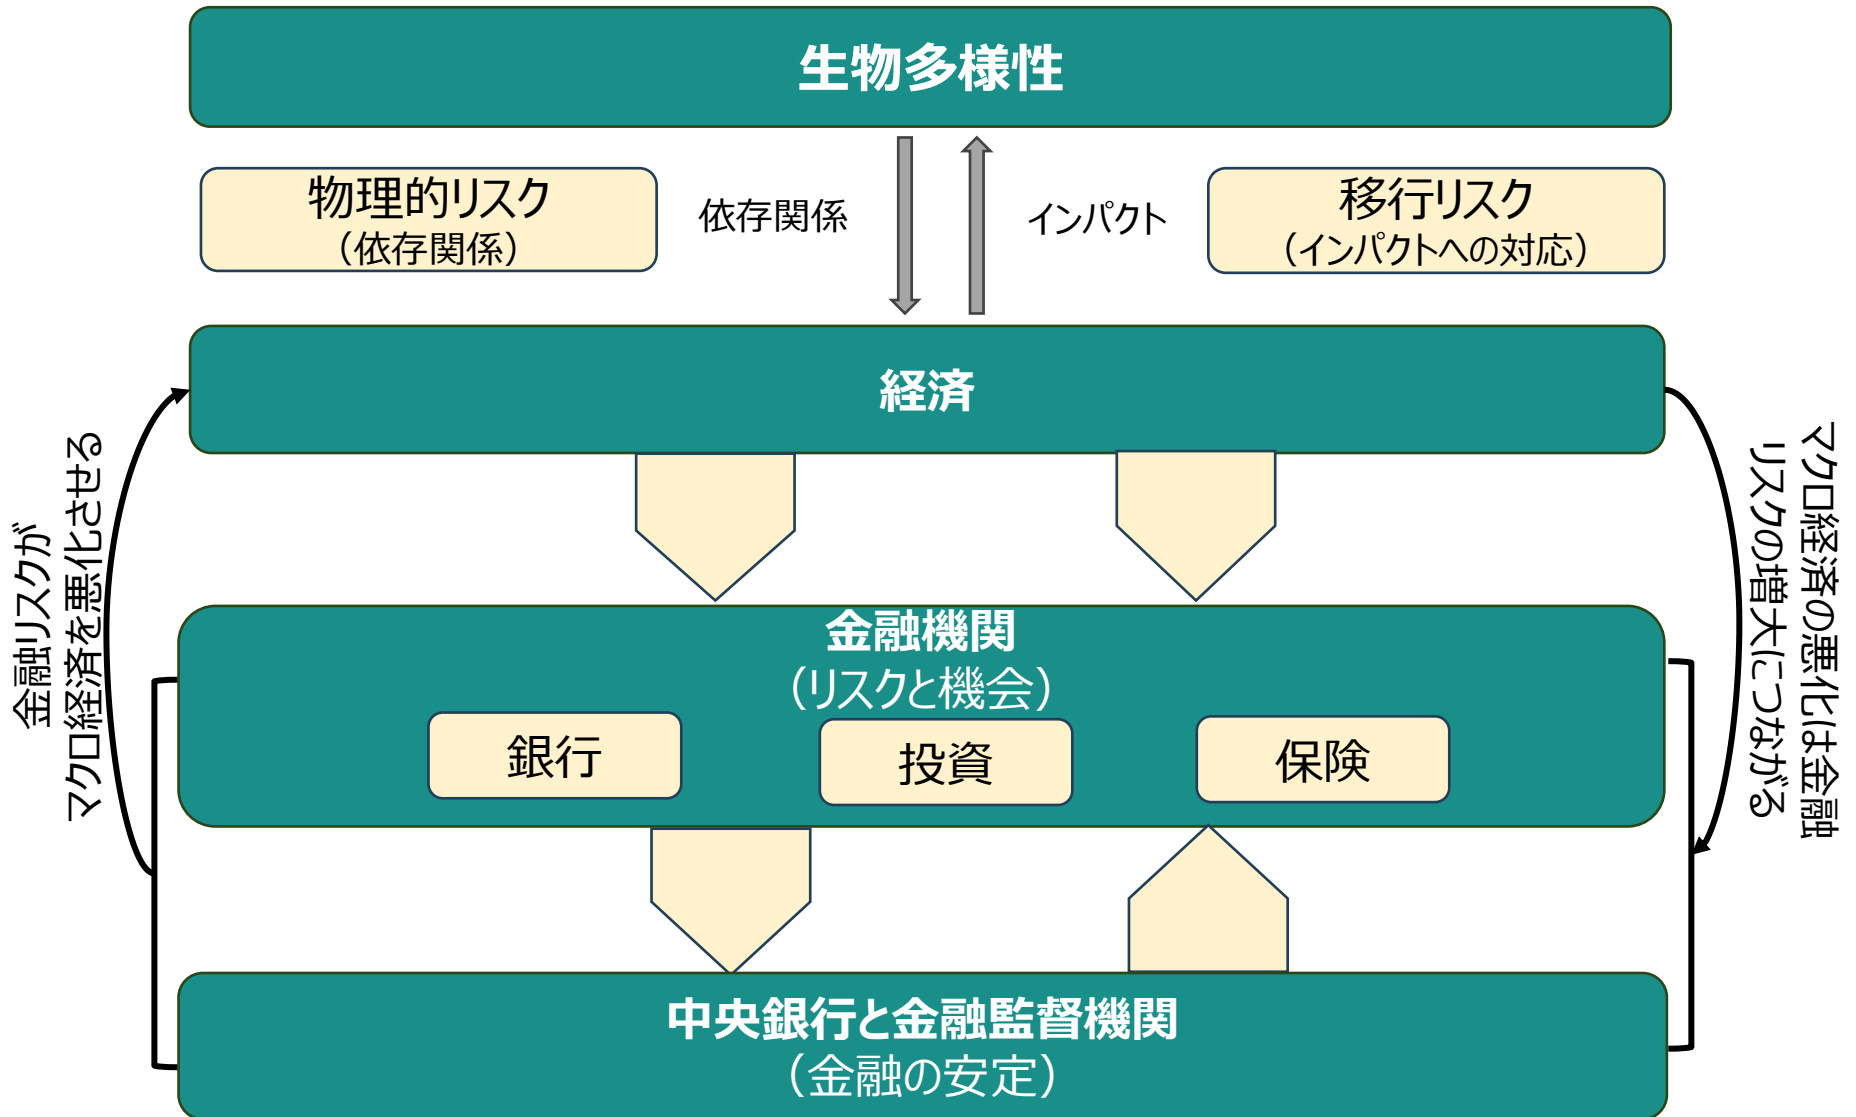 生物多様性
物理的リスク
（依存関係）
依存関係
インパクト
移行リスク
（インパクトへの対応）
経済
金融リスクが
マクロ経済を悪化させる
マクロ経済の悪化は金融
リスクの増大につながる
金融機関
（リスクと機会）
銀行
投資
保険
中央銀行と金融監督機関
（金融の安定）